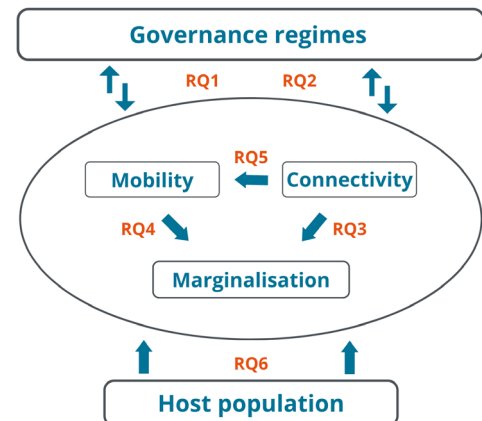 Governance regimes
RQ1 RQ2
RQ5
Mobility Connectivity
RQ4 RQ3
Marginalisation
RQ6
Host population